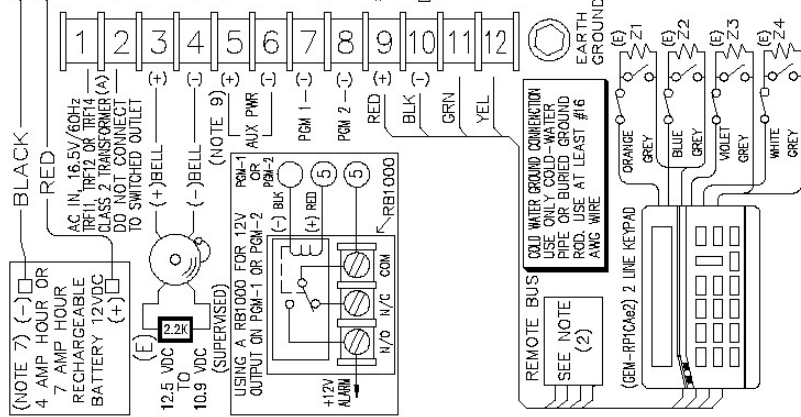 1 2 3 4 5 6 7 8 9 10 11 12
EARTH
GROUND
BLACK
RED
AC IN, 16.5V/60Hz
TRF11, TRF12 OR TRF14
CLASS 2 TRANSFORMER (A)
DO NOT CONNECT
TO SWITCHED OUTLET
(+)
(+)BELL
(-)
(-)BELL
(NOTE 9)
(+)
(-)
AUX PWR
(-)
PGM 1
(-)
PGM 2
(+)
RED
(-)
BLK
GRN
YEL
(NOTE 7) (-)
4 AMP HOUR OR
7 AMP HOUR
RECHARGEABLE
BATTERY 12VDC
(+)
2.2K
(E)
12.5 VDC
TO
10.9 VDC
(SUPERVISED)
USING A RB1000 FOR 12V
OUTPUT ON PGM-1 OR PGM-2
PGM-1
OR
PGM-2
(-) BLK
(+) RED
5
5
RB1000
N/O
N/C
COM
+12V
ALARM
COLD WATER GROUND CONNENCTION
USE ONLY COLD-WATER
PIPE OR BURIED GROUND
ROD. USE AT LEAST #16
AWG WIRE
REMOTE BUS
SEE NOTE
(2)
(GEM-RP1CAe2) 2 LINE KEYPAD
(E)
Z1
(E)
Z2
(E)
Z3
(E)
Z4
ORANGE
GREY
BLUE
GREY
VIOLET
GREY
WHITE
GREY